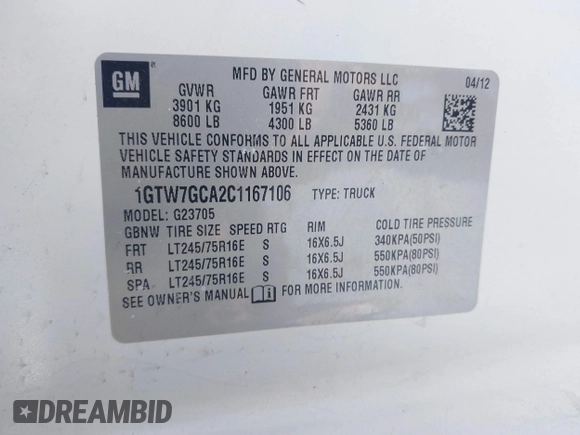 GM
MFD BY GENERAL MOTORS LLC
04/12
GVWR GAWR FRT GAWR RR
3901 KG 1951 KG 2431 KG
8600 LB 4300 LB 5360 LB
THIS VEHICLE CONFORMS TO ALL APPLICABLE U.S. FEDERAL MOTOR
VEHICLE SAFETY STANDARDS IN EFFECT ON THE DATE OF
MANUFACTURE SHOWN ABOVE.
1GTW7GCA2C1167106 TYPE: TRUCK
MODEL: G23705
GBNW TIRE SIZE SPEED RTG RIM COLD TIRE PRESSURE
FRT LT245/75R16E S 16X6.5J 340KPA(50PSI)
RR LT245/75R16E S 16X6.5J 550KPA(80PSI)
SPA LT245/75R16E S 16X6.5J 550KPA(80PSI)
SEE OWNER'S MANUAL FOR MORE INFORMATION.
DREAMBID